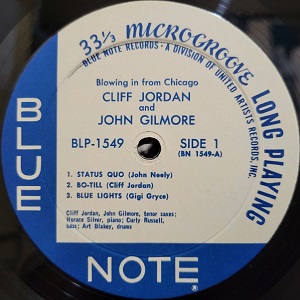 33⅓ MICROGROOVE LONG PLAYING
BLUE NOTE RECORDS • A DIVISION OF UNITED ARTISTS RECORDS, INC.
Blowing in from Chicago
CLIFF JORDAN
and
JOHN GILMORE
BLP-1549 SIDE 1
(BN 1549-A)
1. STATUS QUO (John Neely)
2. BO-TILL (Cliff Jordan)
3. BLUE LIGHTS (Gigi Gryce)
Cliff Jordan, John Gilmore, tenor saxes;
Horace Silver, piano; Curly Russell,
bass; Art Blakey, drums
BLUE
NOTE